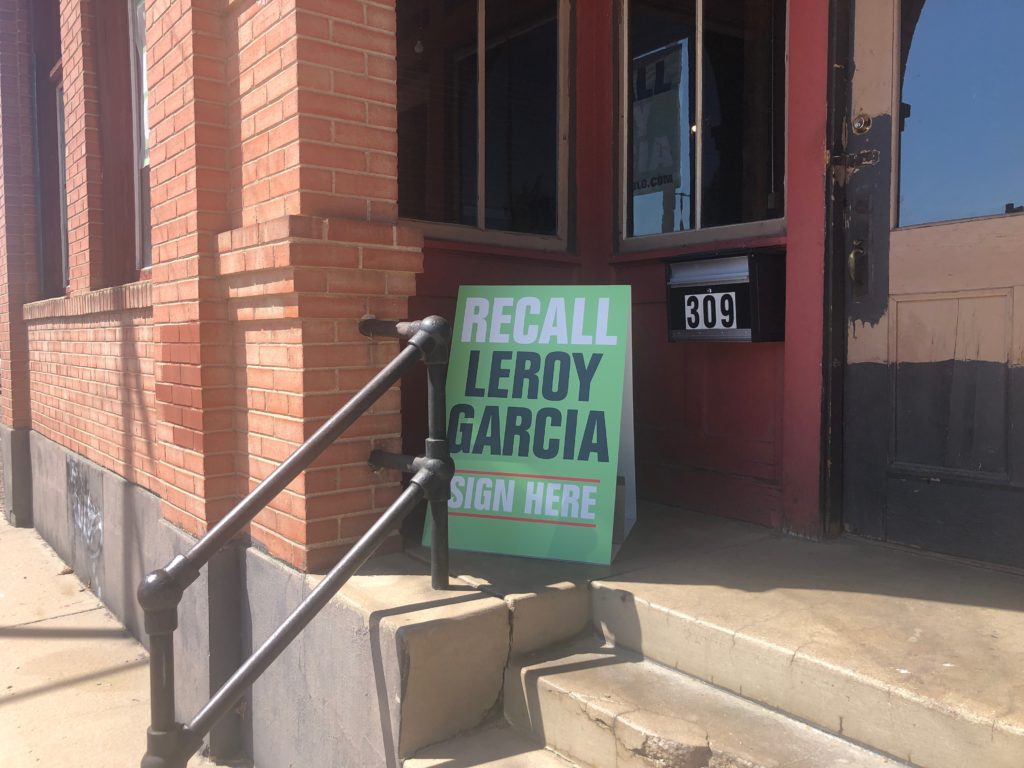 RECALL
LEROY
GARCIA
SIGN HERE
309